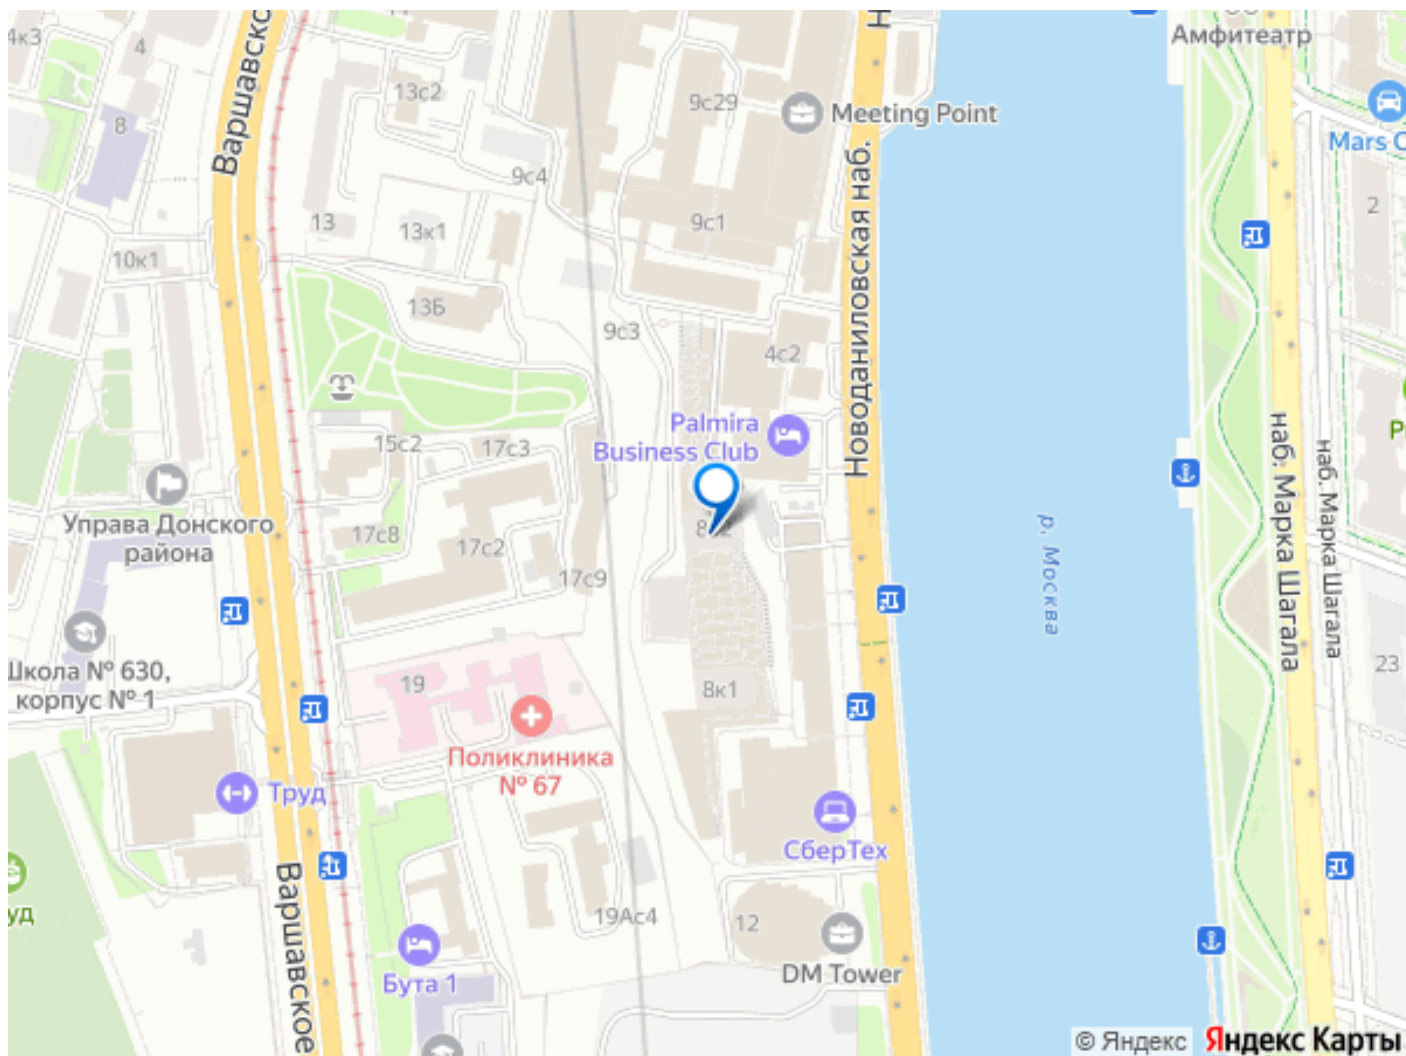 Варшавско
4к3
4
8
13с2
9с29
Meeting Point
Н
Амфитеатр
Mars C
2
9с4
13
13к1
9с1
10к1
13Б
9с3
4с2
Новоданиловская наб.
Palmira
Business Club
15с2
17с3
Управа Донского
района
17с8
17с2
17с9
р. Москва
наб. Марка Шагала
наб. Марка Шагала
Школа № 630,
корпус № 1
19
8к1
23
Поликлиника
№ 67
Труд
СберТех
Варшавское
уд
19Ас4
12
DM Tower
Бута 1
© Яндекс
Яндекс Карты